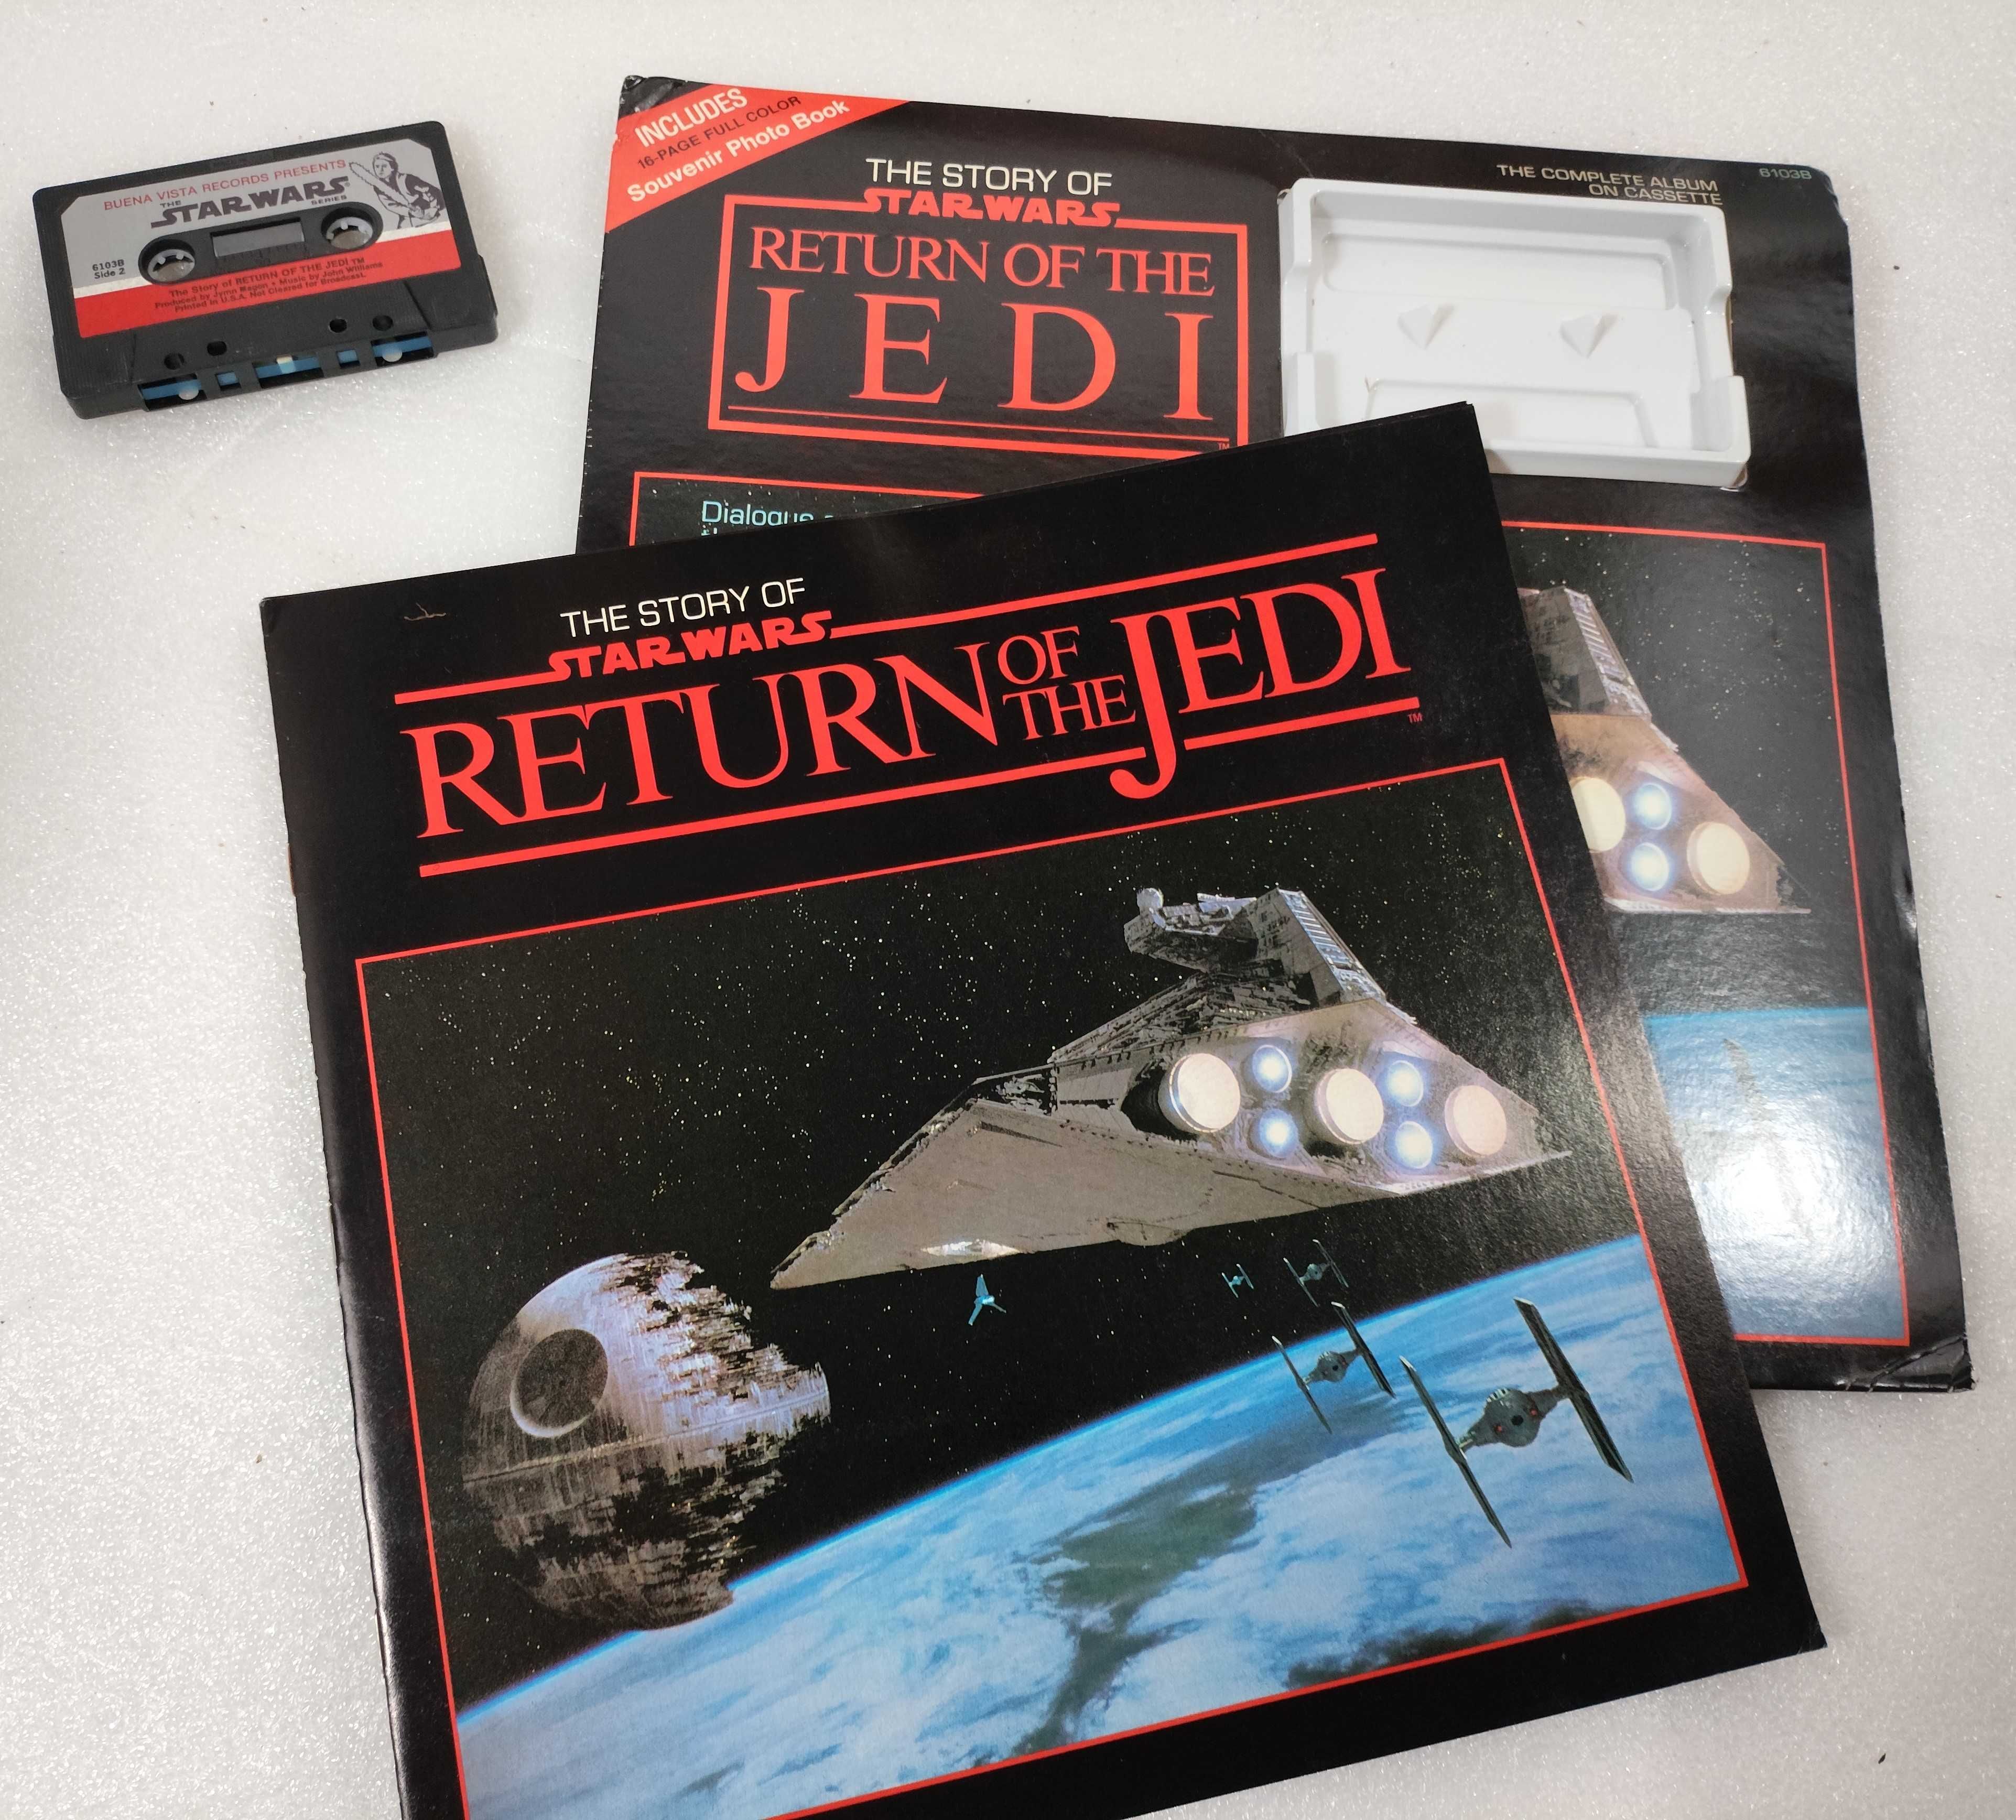 BUENA VISTA RECORDS PRESENTS
THE
STAR WARS
SERIES
6103B
Side 2
The Story of RETURN OF THE JEDI TM
Produced by Jymn Magon • Music by John Williams
Printed in U.S.A. Not Cleared for Broadcast.
INCLUDES
16-PAGE FULL COLOR
Souvenir Photo Book
THE STORY OF
STAR WARS
RETURN OF THE
JEDI
TM
THE COMPLETE ALBUM
ON CASSETTE
6103B
Dialogue
THE STORY OF
STAR WARS
RETURN OF THE JEDI
TM